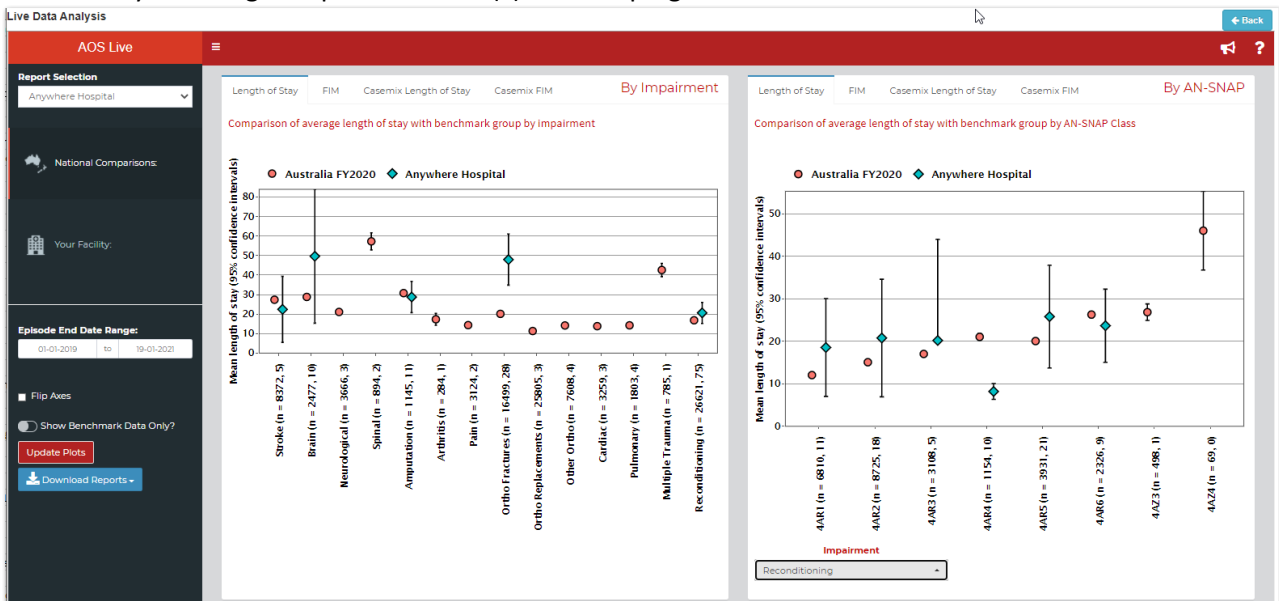 Live Data Analysis
Back
AOS Live
Report Selection
Anywhere Hospital
National Comparisons:
Your Facility:
Episode End Date Range:
01-01-2019 to 19-01-2021
Flip Axes
Show Benchmark Data Only?
Update Plots
Download Reports
?
Length of Stay FIM Casemix Length of Stay Casemix FIM By Impairment
Comparison of average length of stay with benchmark group by impairment
Australia FY2020 Anywhere Hospital
Mean length of stay (95% confidence intervals)
80
70
60
50
40
30
20
10
0
Stroke (n = 8372, 5)
Brain (n = 2477, 10)
Neurological (n = 3666, 3)
Spinal (n = 894, 2)
Amputation (n = 1145, 11)
Arthritis (n = 284, 1)
Pain (n = 3124, 2)
Ortho Fractures (n = 16499, 28)
Ortho Replacements (n = 25805, 3)
Other Ortho (n = 7608, 4)
Cardiac (n = 3259, 3)
Pulmonary (n = 1803, 4)
Multiple Trauma (n = 785, 1)
Reconditioning (n = 26621, 75)
Length of Stay FIM Casemix Length of Stay Casemix FIM By AN-SNAP
Comparison of average length of stay with benchmark group by AN-SNAP Class
Australia FY2020 Anywhere Hospital
Mean length of stay (95% confidence intervals)
50
40
30
20
10
0
4AR1 (n = 6810, 11)
4AR2 (n = 8725, 18)
4AR3 (n = 3108, 5)
4AR4 (n = 1154, 10)
4AR5 (n = 3931, 21)
4AR6 (n = 2326, 9)
4AZ3 (n = 498, 1)
4AZ4 (n = 69, 0)
Impairment
Reconditioning